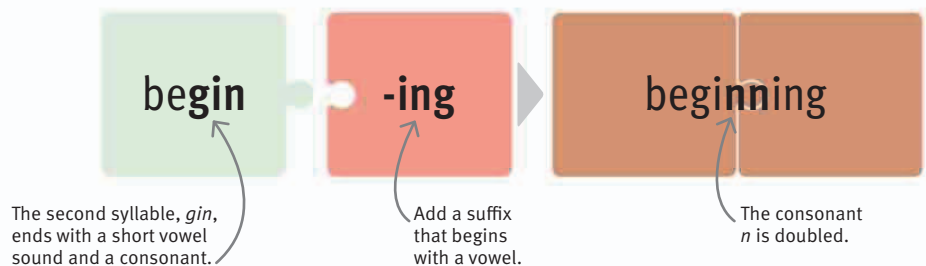 begin
-ing
beginning
The second syllable, gin,
ends with a short vowel
sound and a consonant.
Add a suffix
that begins
with a vowel.
The consonant
n is doubled.